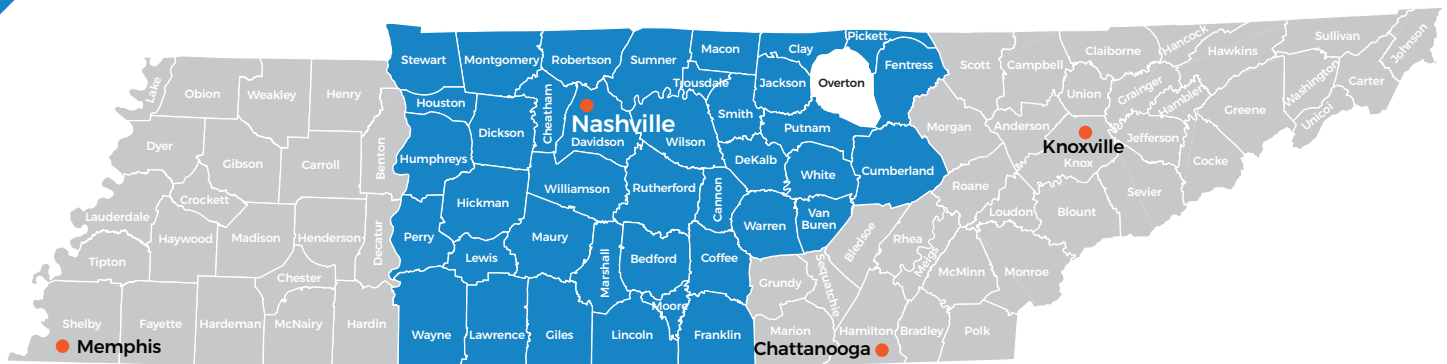 Stewart
Montgomery
Robertson
Sumner
Macon
Clay
Pickett
Fentress
Overton
Jackson
Trousdale
Smith
Putnam
Houston
Dickson
Cheatham
Nashville
Davidson
Wilson
DeKalb
White
Cumberland
Humphreys
Hickman
Williamson
Rutherford
Cannon
Warren
Van
Buren
Perry
Lewis
Maury
Marshall
Bedford
Coffee
Moore
Wayne
Lawrence
Giles
Lincoln
Franklin
Lake
Obion
Weakley
Henry
Dyer
Gibson
Carroll
Benton
Crockett
Lauderdale
Haywood
Madison
Henderson
Decatur
Tipton
Chester
Shelby
Fayette
Hardeman
McNairy
Hardin
Memphis
Scott
Campbell
Claiborne
Hancock
Hawkins
Sullivan
Johnson
Carter
Washington
Unicoi
Greene
Union
Grainger
Hamblen
Morgan
Anderson
Knoxville
Knox
Jefferson
Cocke
Sevier
Roane
Loudon
Blount
Bledsoe
Rhea
Meigs
McMinn
Monroe
Grundy
Sequatchie
Marion
Hamilton
Bradley
Polk
Chattanooga